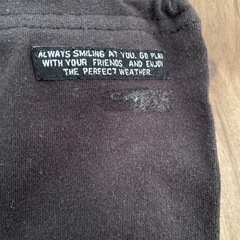 ALWAYS SMILING AT YOU. GO PLAY
WITH YOUR FRIENDS AND ENJOY
THE PERFECT WEATHER.